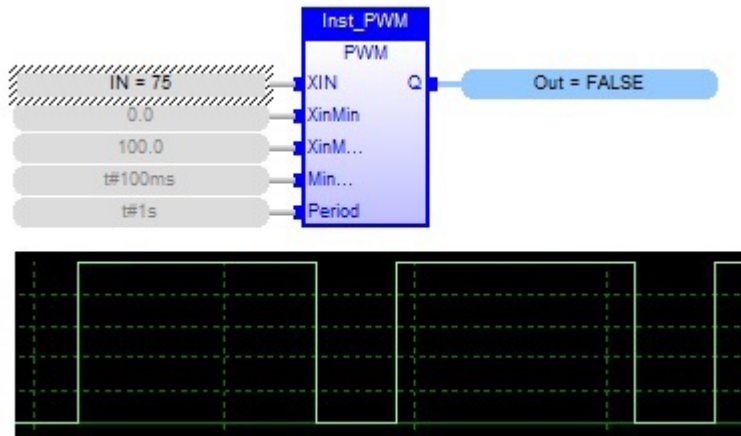 Inst_PWM
PWM
IN = 75
XIN
Q
Out = FALSE
0.0
XinMin
100.0
XinM...
t#100ms
Min...
t#1s
Period